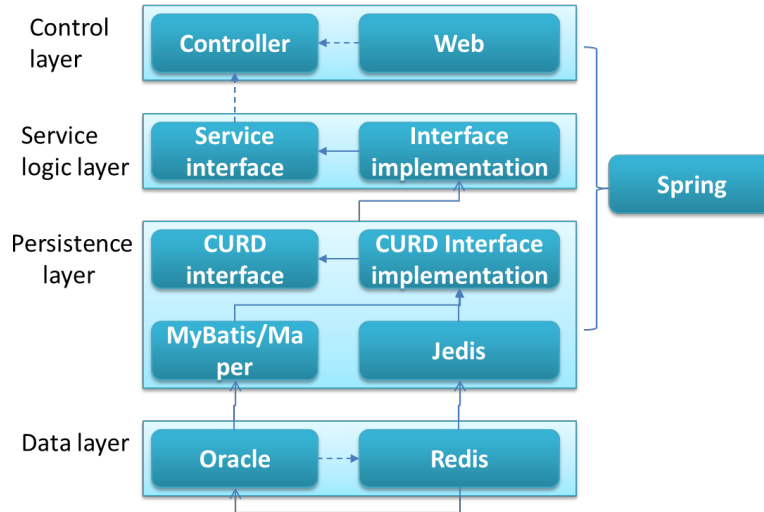 Control
layer
Controller
Web
Service
logic layer
Service
interface
Interface
implementation
Spring
Persistence
layer
CURD
interface
CURD Interface
implementation
MyBatis/Ma
per
Jedis
Data layer
Oracle
Redis